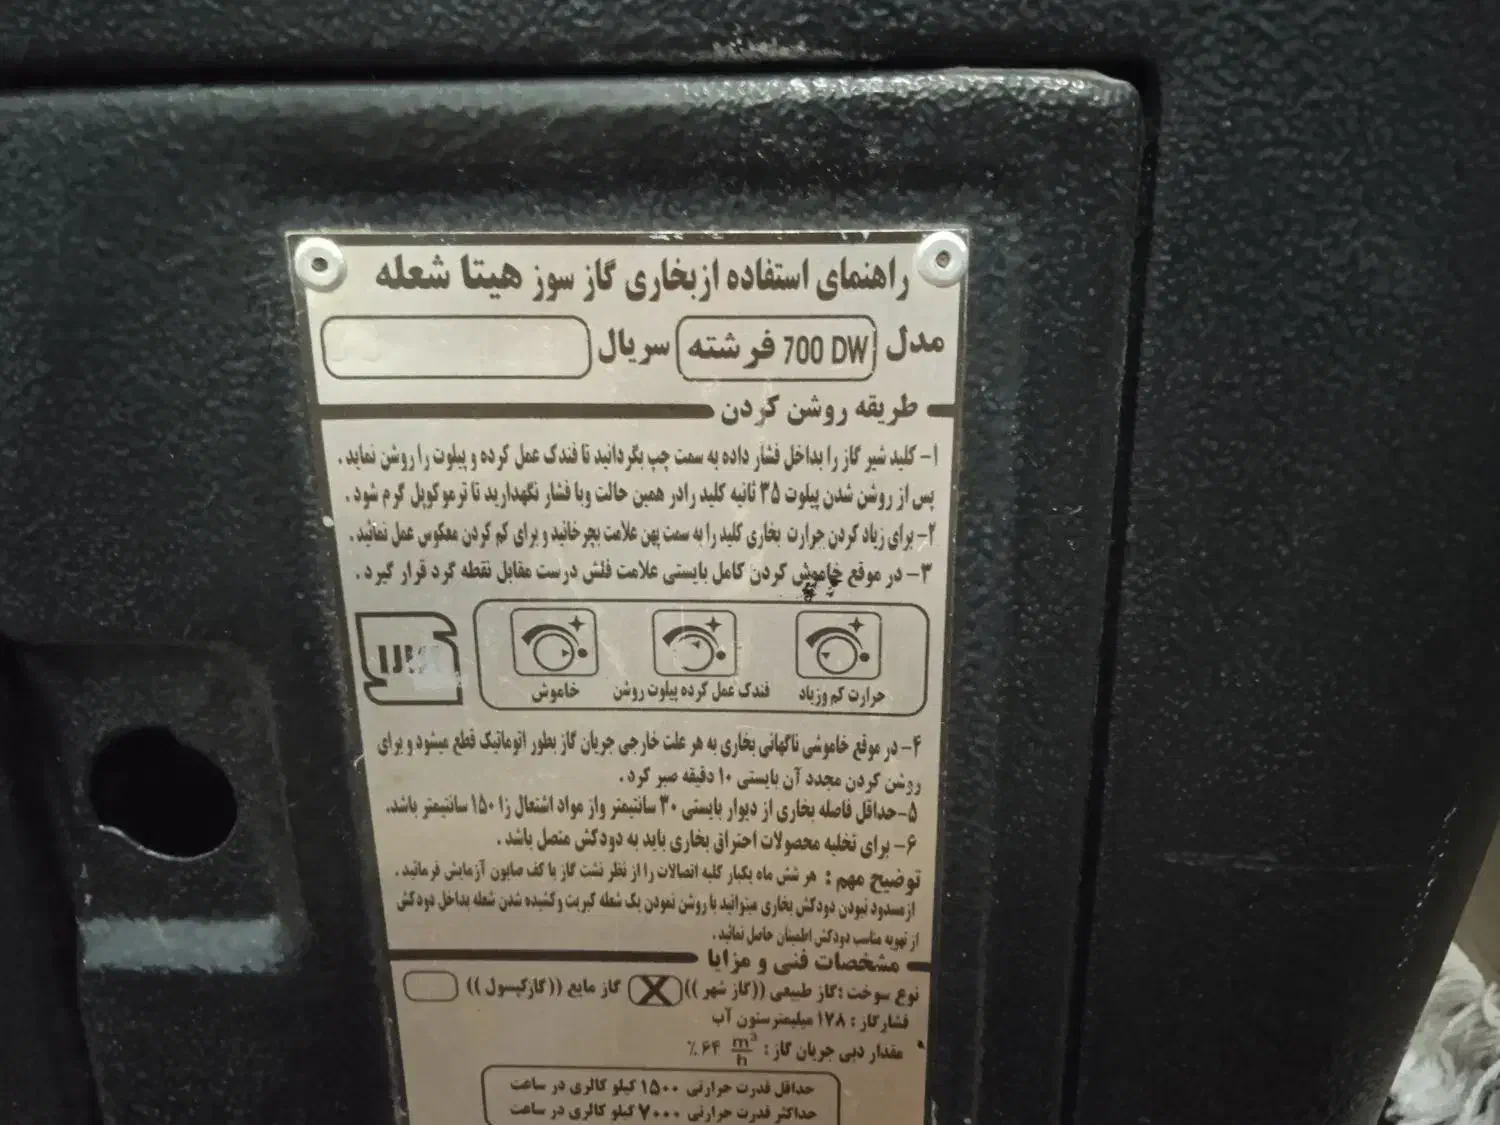 راهنمای استفاده از بخاری گاز سوز هیتا شعله
مدل 700 DW فرشته سریال
طریقه روشن کردن
۱- کلید شیر گاز را بداخل فشار داده به سمت چپ بگردانید تا فندک عمل کرده و پیلوت را روشن نماید .
پس از روشن شدن پیلوت ۳۵ ثانیه کلید رادر همین حالت وبا فشار نگهدارید تا ترموکوپل گرم شود .
۲- برای زیاد کردن حرارت بخاری کلید را به سمت پهن علامت بچرخانید و برای کم کردن معکوس عمل نمائید .
۳- در موقع خاموش کردن کامل بایستی علامت فلش درست مقابل نقطه گرد قرار گیرد .
حرارت کم وزیاد
فندک عمل کرده پیلوت روشن
خاموش
کالا
۴- در موقع خاموشی ناگهانی بخاری به هر علت خارجی جریان گاز بطور اتوماتیک قطع میشود و برای
روشن کردن مجدد آن بایستی ۱۰ دقیقه صبر کرد .
۵-حداقل فاصله بخاری از دیوار بایستی ۳۰ سانتیمتر واز مواد اشتعال زا ۱۵۰ سانتیمتر باشد.
۶- برای تخلیه محصولات احتراق بخاری باید به دودکش متصل باشد .
توضیح مهم : هر شش ماه یکبار کلیه اتصالات را از نظر نشت گاز با کف صابون آزمایش فرمائید .
ازمسدود نبودن دودکش بخاری میتوانید با روشن نمودن یک شعله کبریت وکشیده شدن شعله بداخل دودکش
از تهویه مناسب دودکش اطمینان حاصل نمائید .
مشخصات فنی و مزایا
نوع سوخت :گاز طبیعی ((گاز شهر )) X گاز مایع ((گازکپسول ))
فشارگاز : ۱۷۸ میلیمترستون آب
مقدار دبی جریان گاز : m³/h ۶۴٪
حداقل قدرت حرارتی ۱۵۰۰ کیلو کالری در ساعت
حداکثر قدرت حرارتی ۷۰۰۰ کیلو کالری در ساعت